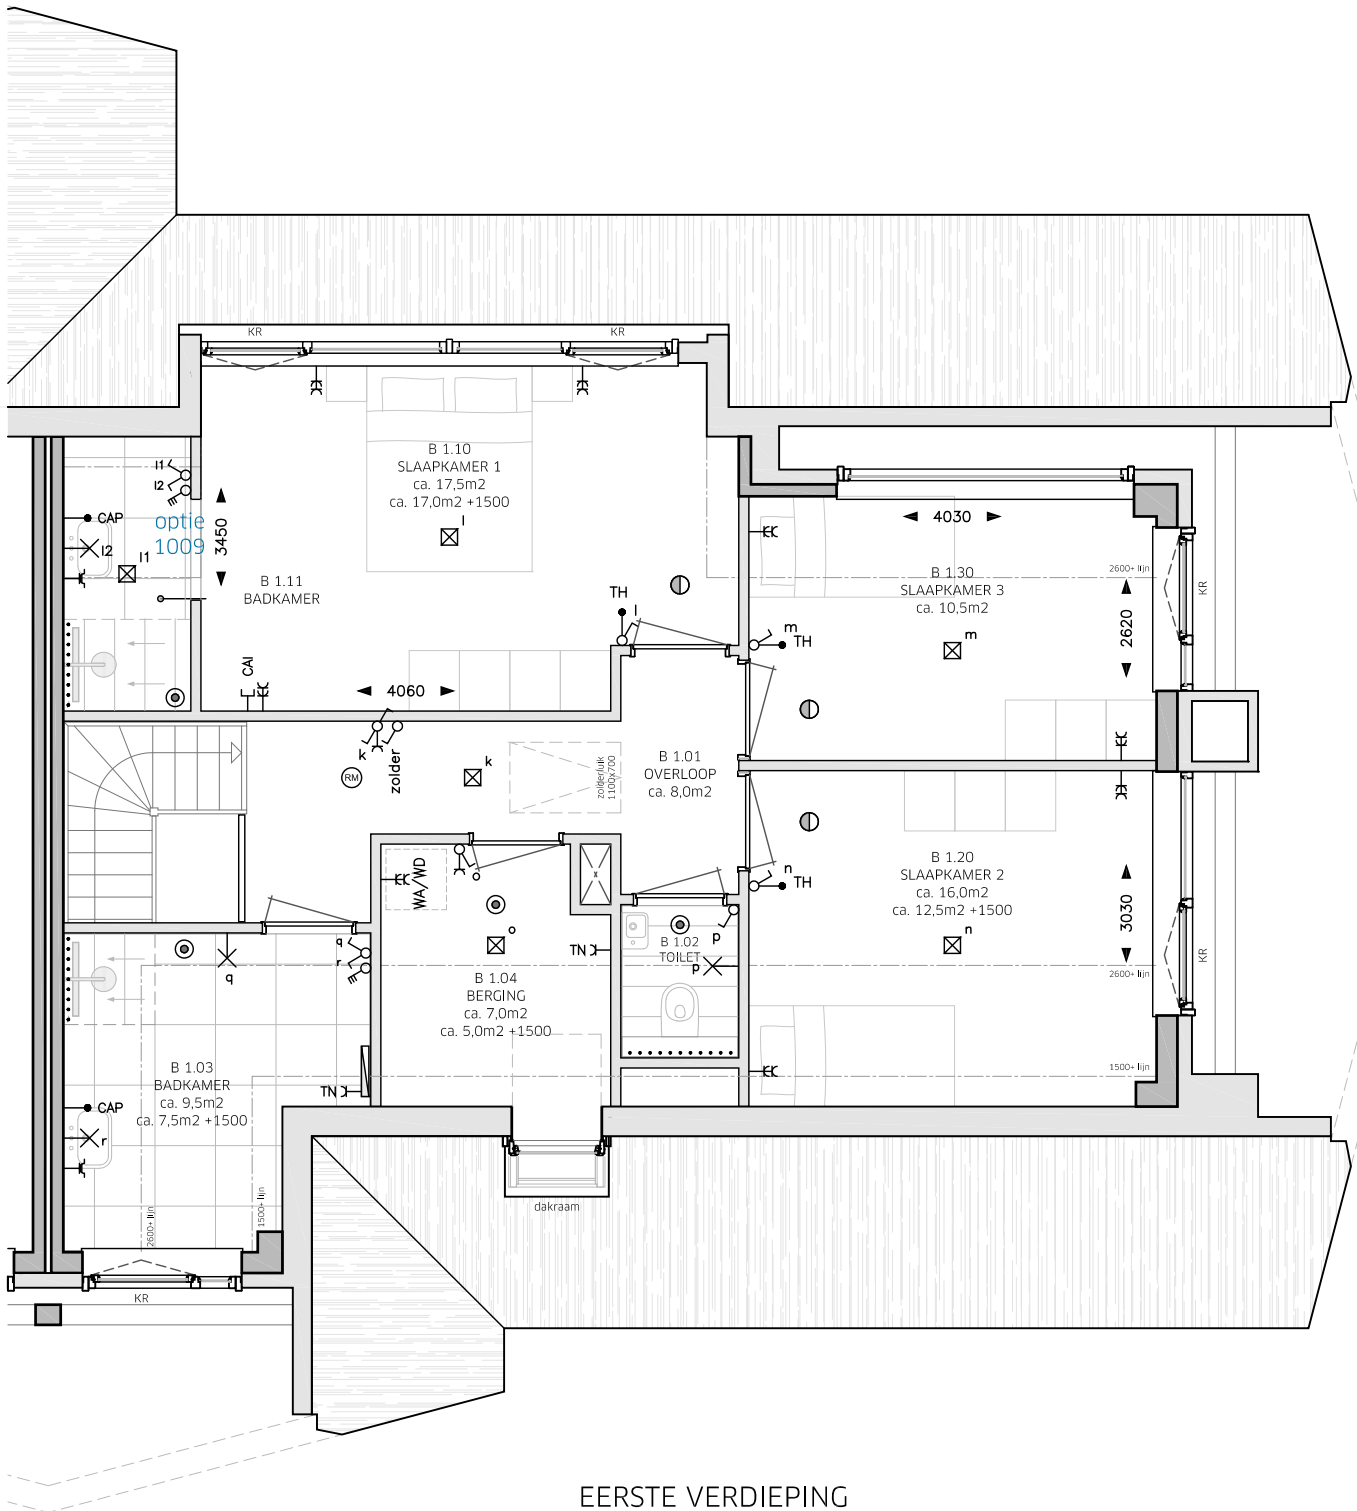 KR
KR
B 1.10
SLAAPKAMER 1
ca. 17,5m2
ca. 17,0m2 +1500
l
l1
l2
CAP
optie
1009
l2
l1
3450
4030
B 1.11
BADKAMER
2600+ lijn
B 1.30
SLAAPKAMER 3
ca. 10,5m2
KR
TH
l
m
TH
m
2620
CAI
4060
k
zolder
RM
k
zolderluik
1100x700
B 1.01
OVERLOOP
ca. 8,0m2
WA/WD
o
n
TH
B 1.20
SLAAPKAMER 2
ca. 16,0m2
ca. 12,5m2 +1500
3030
n
KR
q
r
q
o
TN
p
B 1.02
TOILET
p
2600+ lijn
B 1.04
BERGING
ca. 7,0m2
ca. 5,0m2 +1500
B 1.03
BADKAMER
ca. 9,5m2
ca. 7,5m2 +1500
TN
1500+ lijn
CAP
r
2600+ lijn
1500+ lijn
dakraam
KR
EERSTE VERDIEPING